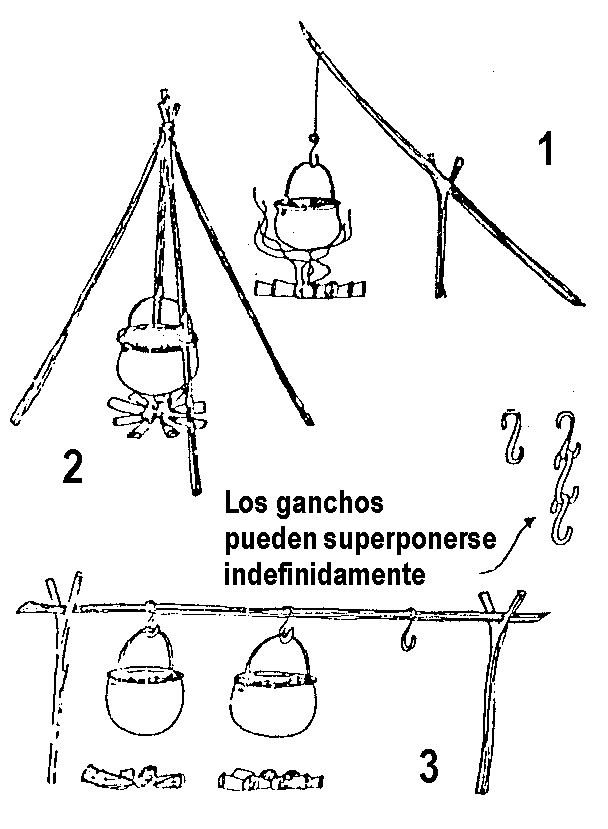 1
2
Los ganchos
pueden superponerse
indefinidamente
3